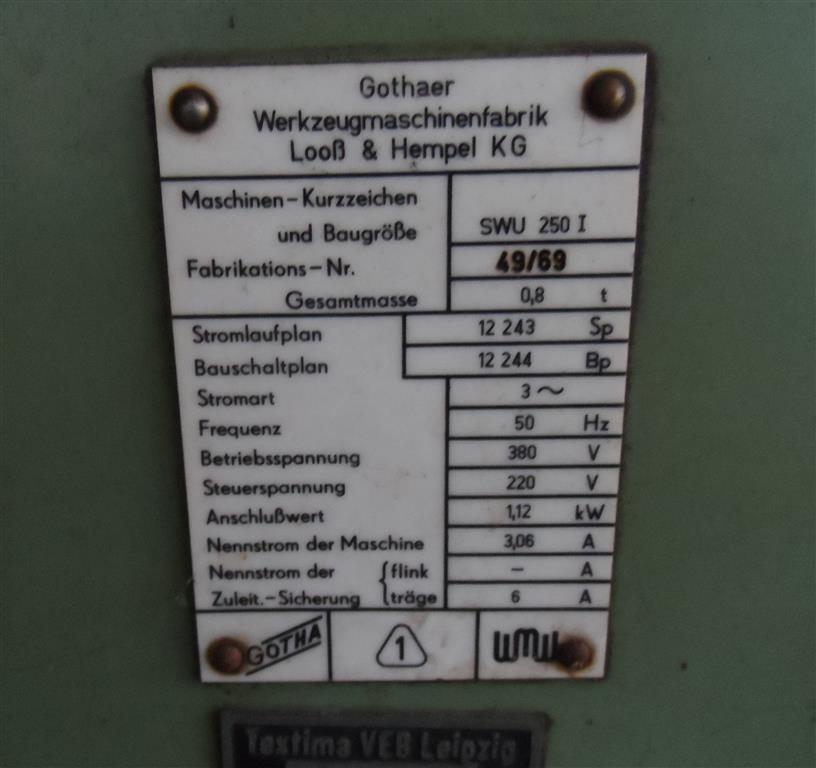 Gothaer
Werkzeugmaschinenfabrik
Looß & Hempel KG
Maschinen-Kurzzeichen
und Baugröße SWU 250 I
Fabrikations-Nr. 49/69
Gesamtmasse 0,8 t
Stromlaufplan 12 243 Sp
Bauschaltplan 12 244 Bp
Stromart 3 ~
Frequenz 50 Hz
Betriebsspannung 380 V
Steuerspannung 220 V
Anschlußwert 1,12 kW
Nennstrom der Maschine 3,06 A
Nennstrom der { flink – A
Zuleit.-Sicherung { träge 6 A
GOTHA 1 WMW
Textima VEB Leipzig